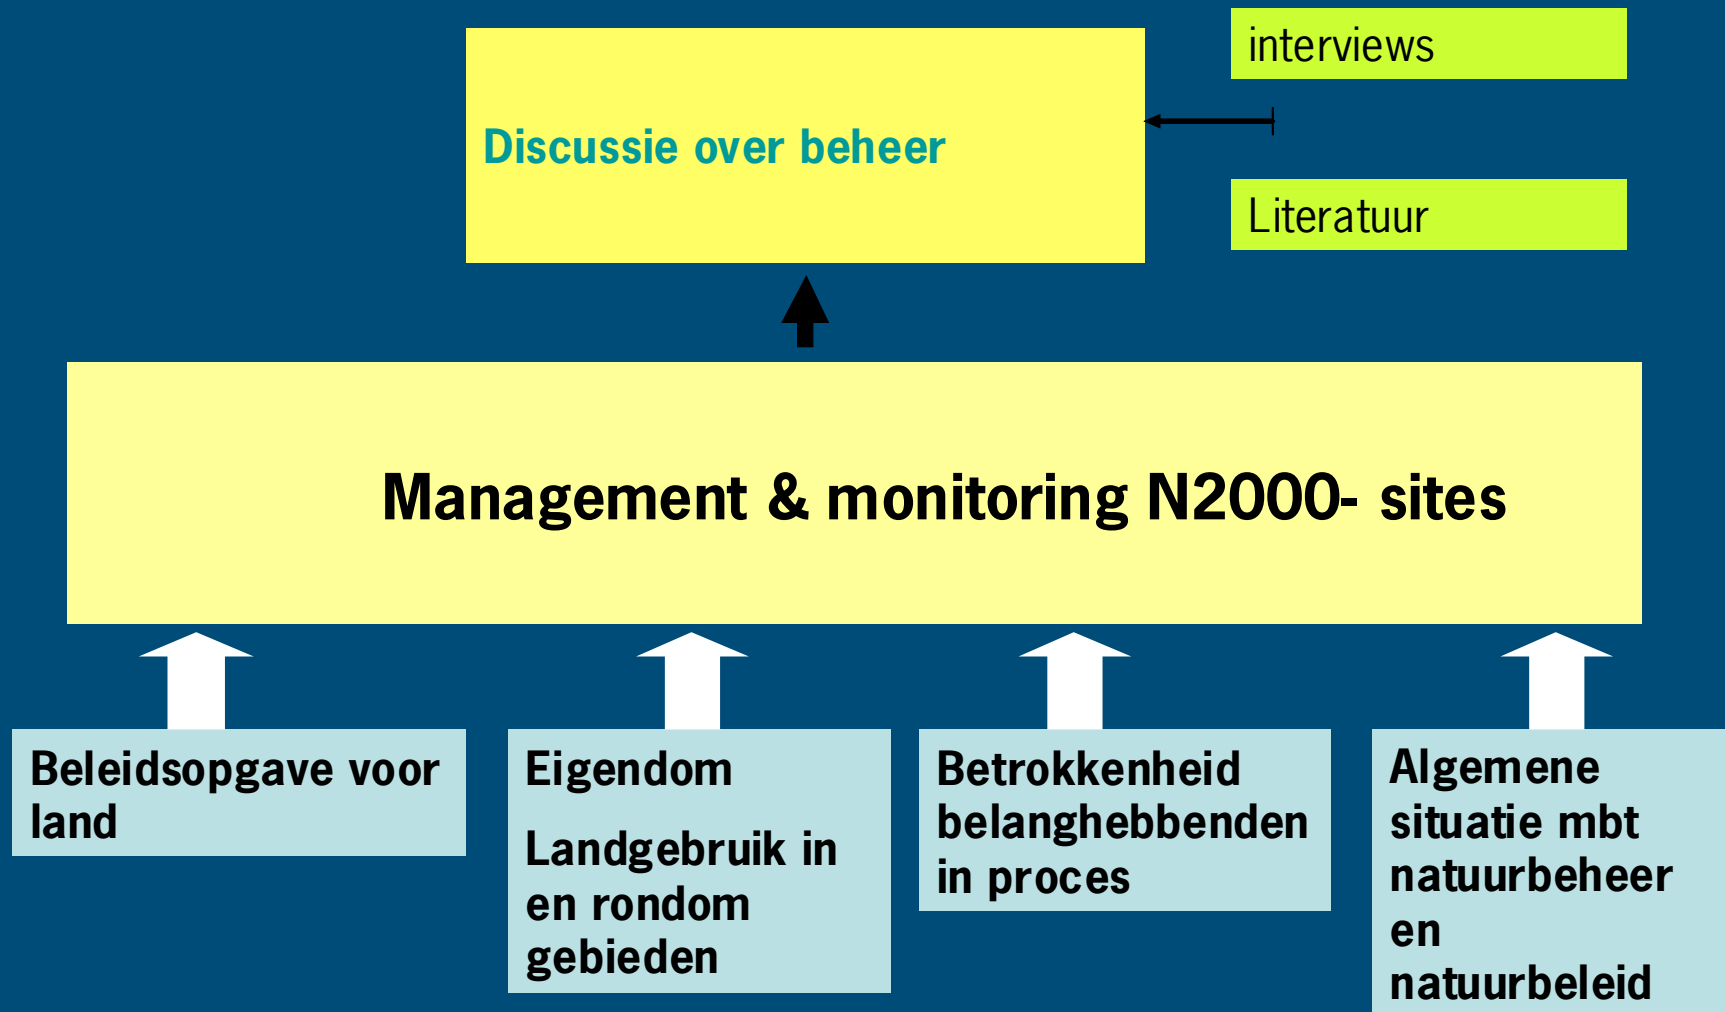 interviews
Discussie over beheer
Literatuur
Management & monitoring N2000- sites
Beleidsopgave voor
land
Eigendom
Landgebruik in
en rondom
gebieden
Betrokkenheid
belanghebbenden
in proces
Algemene
situatie mbt
natuurbeheer
en
natuurbeleid